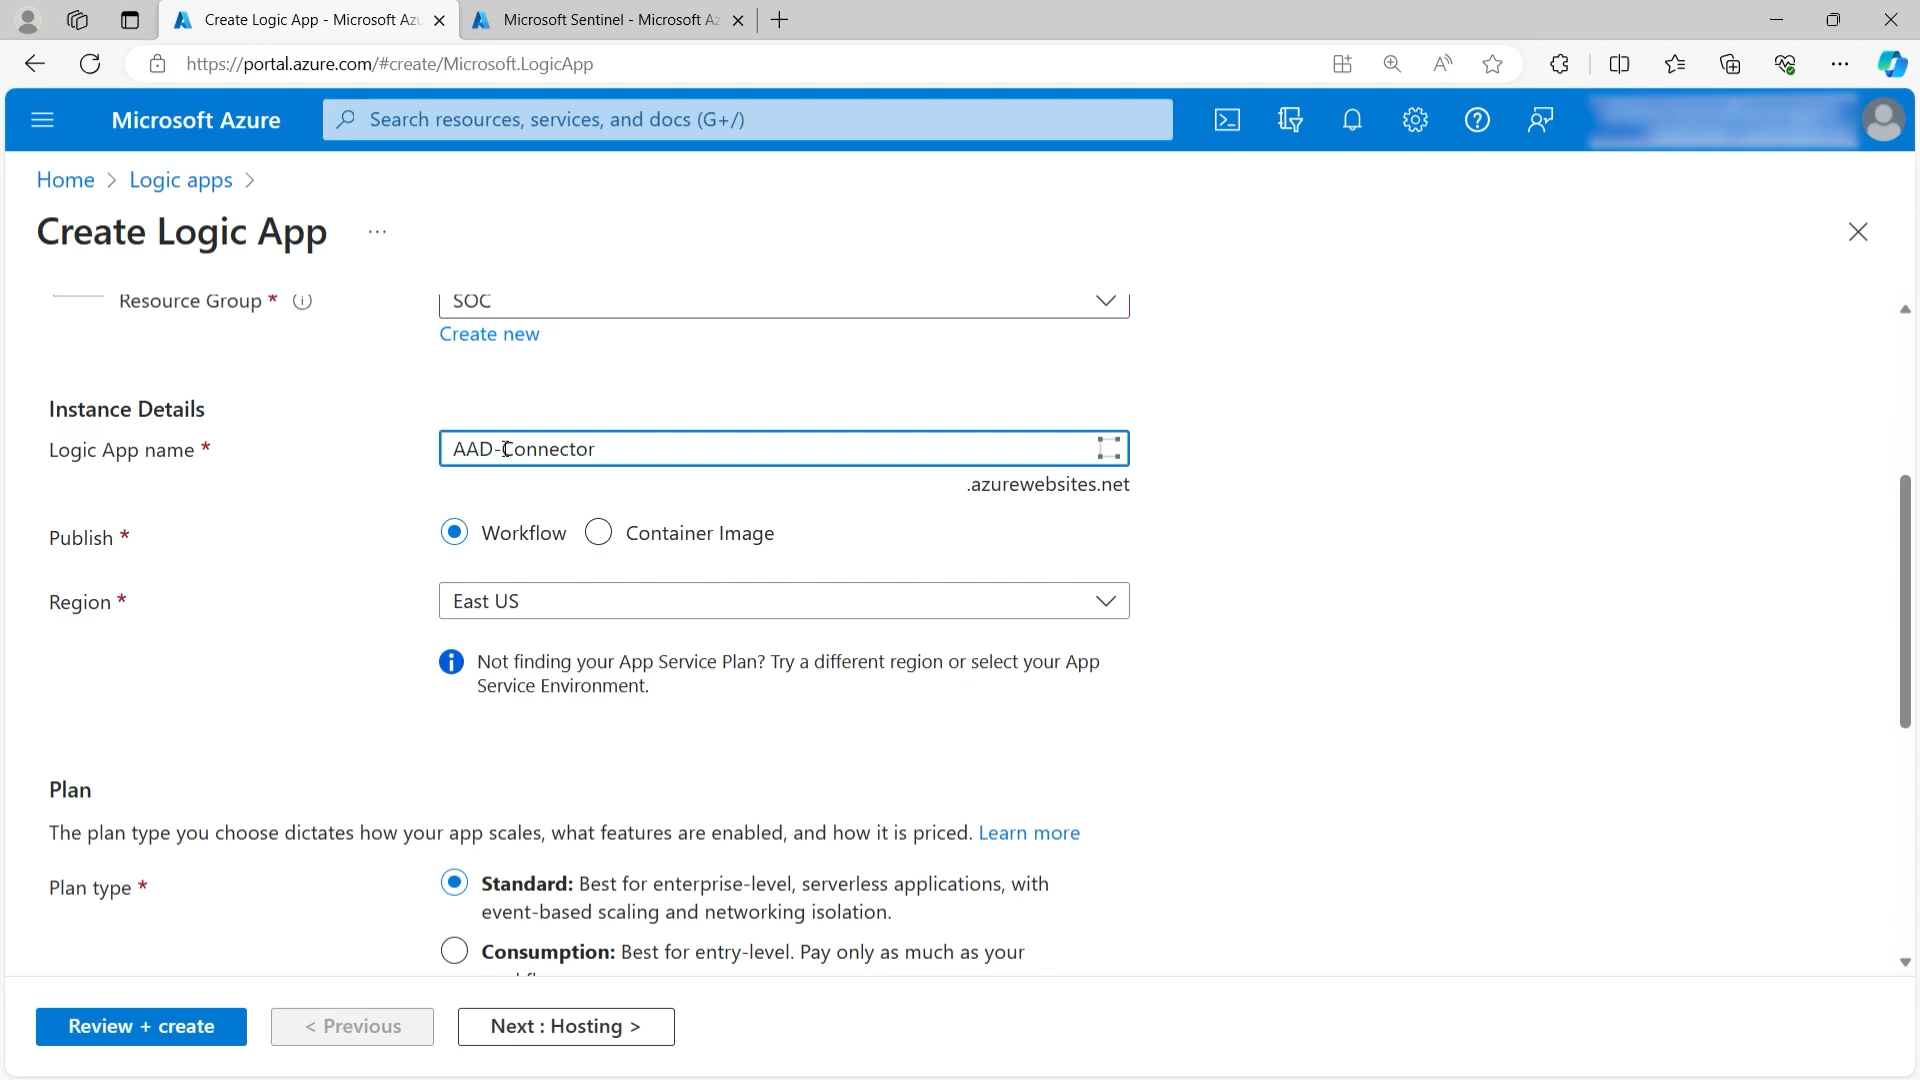 Create Logic App - Microsoft Azu
Microsoft Sentinel - Microsoft Az
https://portal.azure.com/#create/Microsoft.LogicApp
Microsoft Azure
Search resources, services, and docs (G+/)
Home > Logic apps >
Create Logic App ...
Resource Group *
SOC
Create new
Instance Details
Logic App name *
AAD-Connector
.azurewebsites.net
Publish *
Workflow
Container Image
Region *
East US
Not finding your App Service Plan? Try a different region or select your App
Service Environment.
Plan
The plan type you choose dictates how your app scales, what features are enabled, and how it is priced. Learn more
Plan type *
Standard: Best for enterprise-level, serverless applications, with
event-based scaling and networking isolation.
Consumption: Best for entry-level. Pay only as much as your
Review + create
< Previous
Next : Hosting >